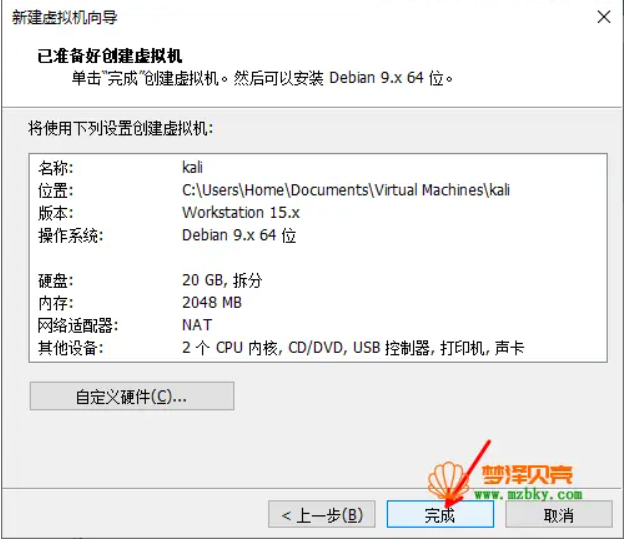 新建虚拟机向导
已准备好创建虚拟机
单击"完成"创建虚拟机。然后可以安装 Debian 9.x 64 位。
将使用下列设置创建虚拟机:
名称: kali
位置: C:\Users\Home\Documents\Virtual Machines\kali
版本: Workstation 15.x
操作系统: Debian 9.x 64 位
硬盘: 20 GB, 拆分
内存: 2048 MB
网络适配器: NAT
其他设备: 2 个 CPU 内核, CD/DVD, USB 控制器, 打印机, 声卡
自定义硬件(C)...
梦泽贝壳
www.mzbky.com
< 上一步(B) 完成 取消